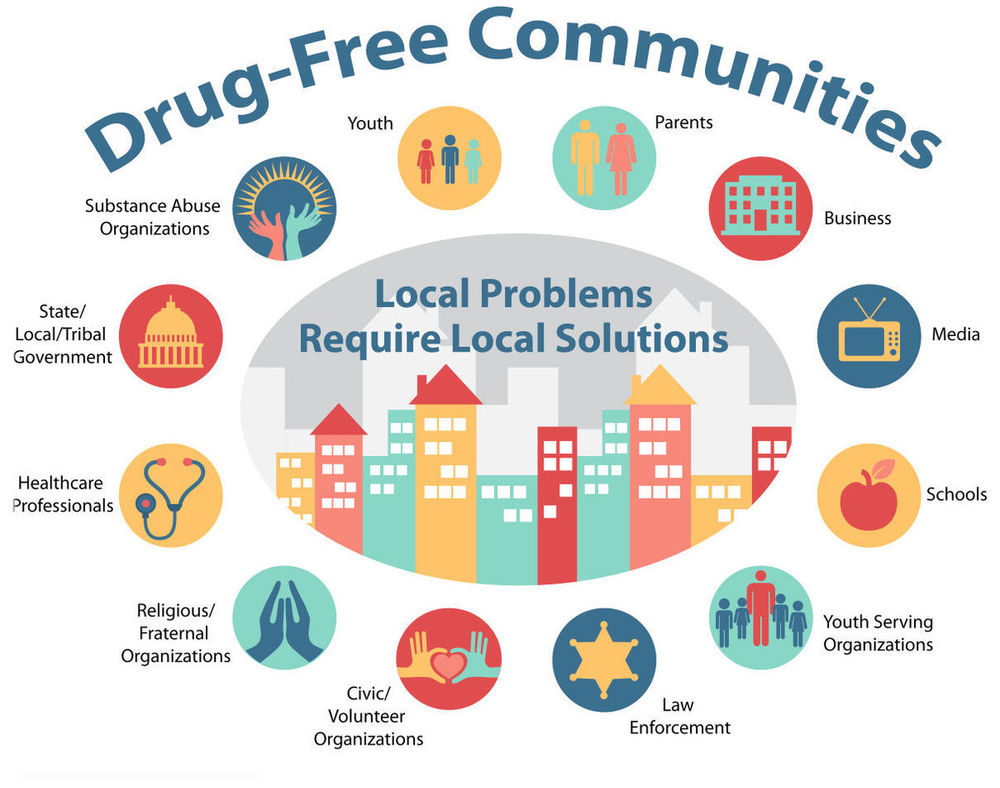 Drug-Free Communities
Youth
Parents
Substance Abuse
Organizations
Business
Local Problems
Require Local Solutions
State/
Local/Tribal
Government
Media
Healthcare
Professionals
Schools
Religious/
Fraternal
Organizations
Youth Serving
Organizations
Civic/
Volunteer
Organizations
Law
Enforcement